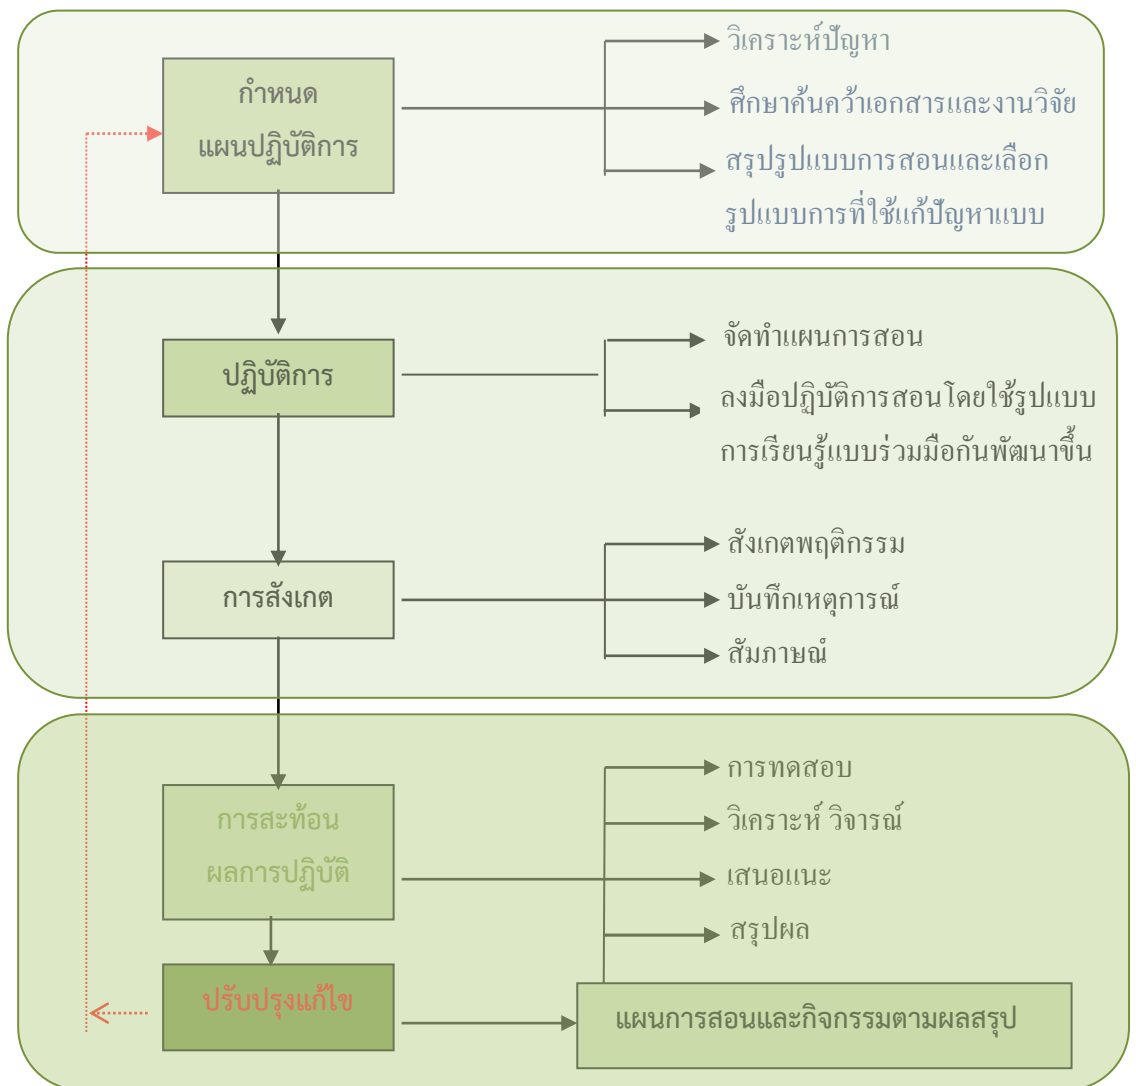 กำหนด
แผนปฏิบัติการ
วิเคราะห์ปัญหา
ศึกษาค้นคว้าเอกสารและงานวิจัย
สรุปรูปแบบการสอนและเลือก
รูปแบบการที่ใช้แก้ปัญหาแบบ
ปฏิบัติการ
จัดทำแผนการสอน
ลงมือปฏิบัติการสอนโดยใช้รูปแบบ
การเรียนรู้แบบร่วมมือกันพัฒนาขึ้น
การสังเกต
สังเกตพฤติกรรม
บันทึกเหตุการณ์
สัมภาษณ์
การสะท้อน
ผลการปฏิบัติ
การทดสอบ
วิเคราะห์ วิจารณ์
เสนอแนะ
สรุปผล
ปรับปรุงแก้ไข
แผนการสอนและกิจกรรมตามผลสรุป